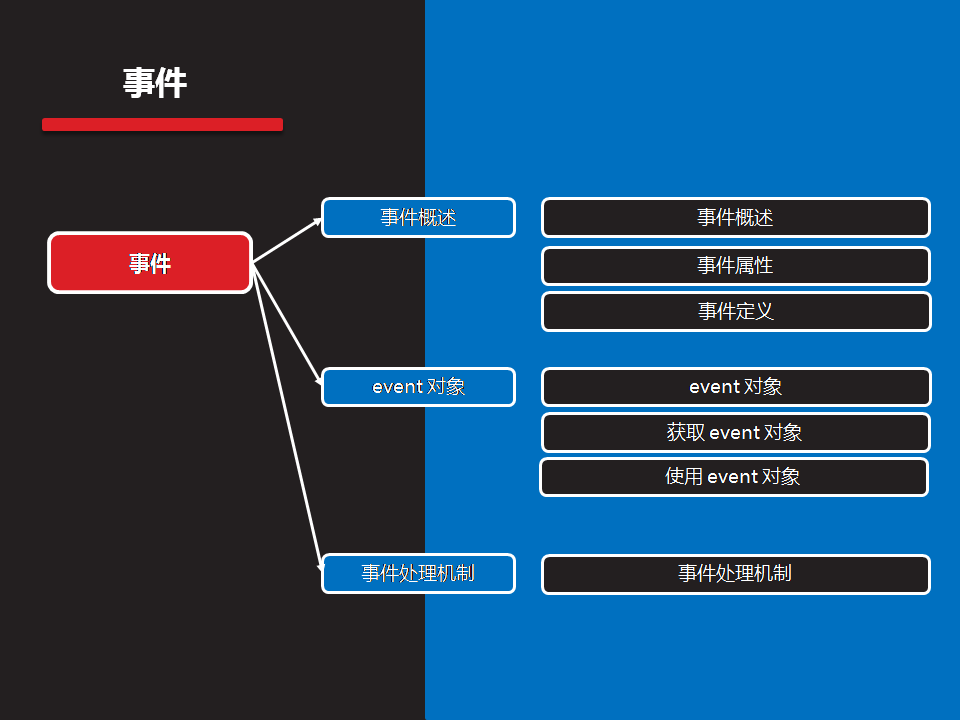 事件
事件
事件概述
事件概述
事件属性
事件定义
event 对象
event 对象
获取 event 对象
使用 event 对象
事件处理机制
事件处理机制